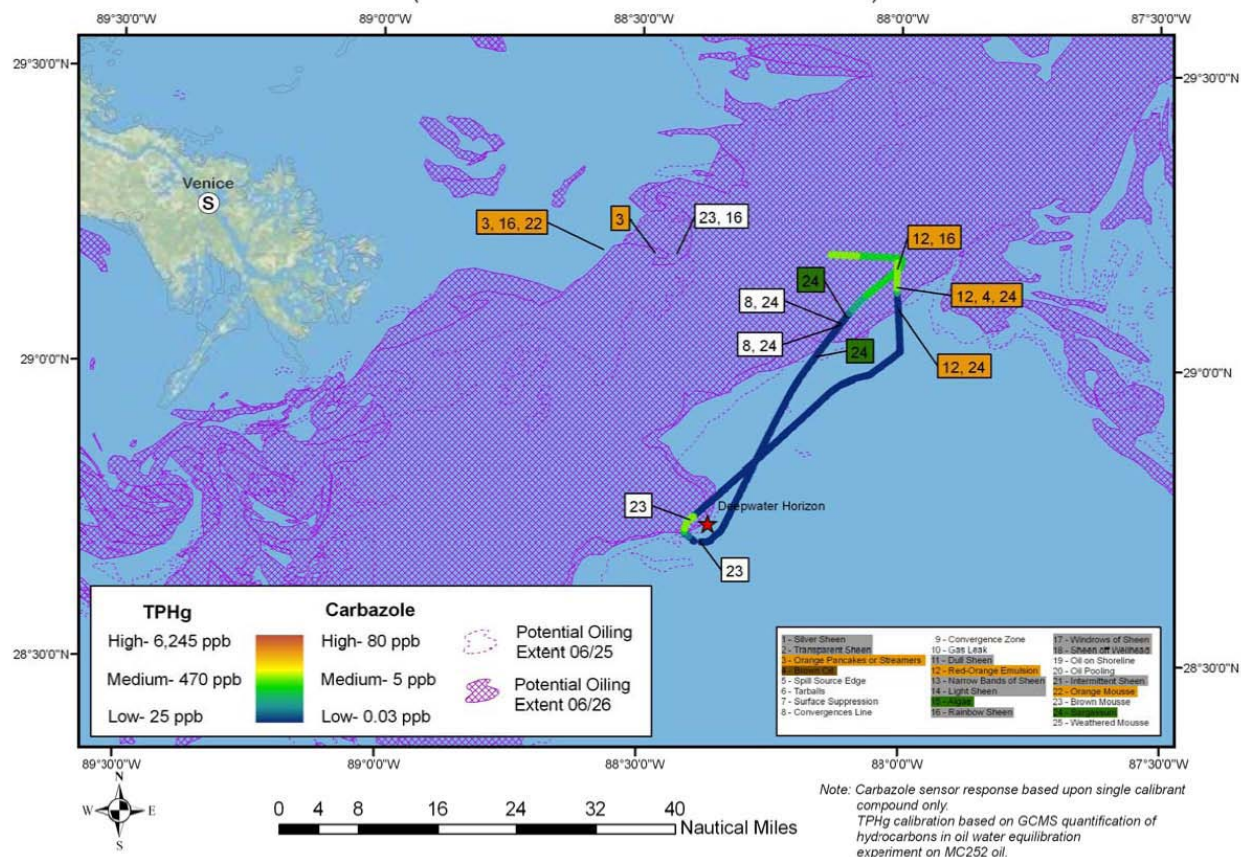 89°30'0"W
89°0'0"W
88°30'0"W
88°0'0"W
87°30'0"W
29°30'0"N
29°30'0"N
Venice
S
3, 16, 22
3
23, 16
12, 16
24
8, 24
12, 4, 24
8, 24
24
12, 24
29°0'0"N
29°0'0"N
23
Deepwater Horizon
23
TPHg
Carbazole
High- 6,245 ppb
High- 80 ppb
Medium- 470 ppb
Medium- 5 ppb
Low- 25 ppb
Low- 0.03 ppb
Potential Oiling
Extent 06/25
Potential Oiling
Extent 06/26
1 - Silver Sheen
2 - Transparent Sheen
3 - Orange Pancakes or Streamers
4 - Brown Oil
5 - Spill Source Edge
6 - Tarballs
7 - Surface Suppression
8 - Convergences Line
9 - Convergence Zone
10 - Gas Leak
11 - Dull Sheen
12 - Red-Orange Emulsion
13 - Narrow Bands of Sheen
14 - Light Sheen
15 - Algae
16 - Rainbow Sheen
17 - Windrows of Sheen
18 - Sheen off Wellhead
19 - Oil on Shoreline
20 - Oil Pooling
21 - Intermittent Sheen
22 - Orange Mousse
23 - Brown Mousse
24 - Sargassum
25 - Weathered Mousse
28°30'0"N
28°30'0"N
89°30'0"W
89°0'0"W
88°30'0"W
88°0'0"W
87°30'0"W
N
W
E
S
0 4 8 16 24 32 40
Nautical Miles
Note: Carbazole sensor response based upon single calibrant
compound only.
TPHg calibration based on GCMS quantification of
hydrocarbons in oil water equilibration
experiment on MC252 oil.